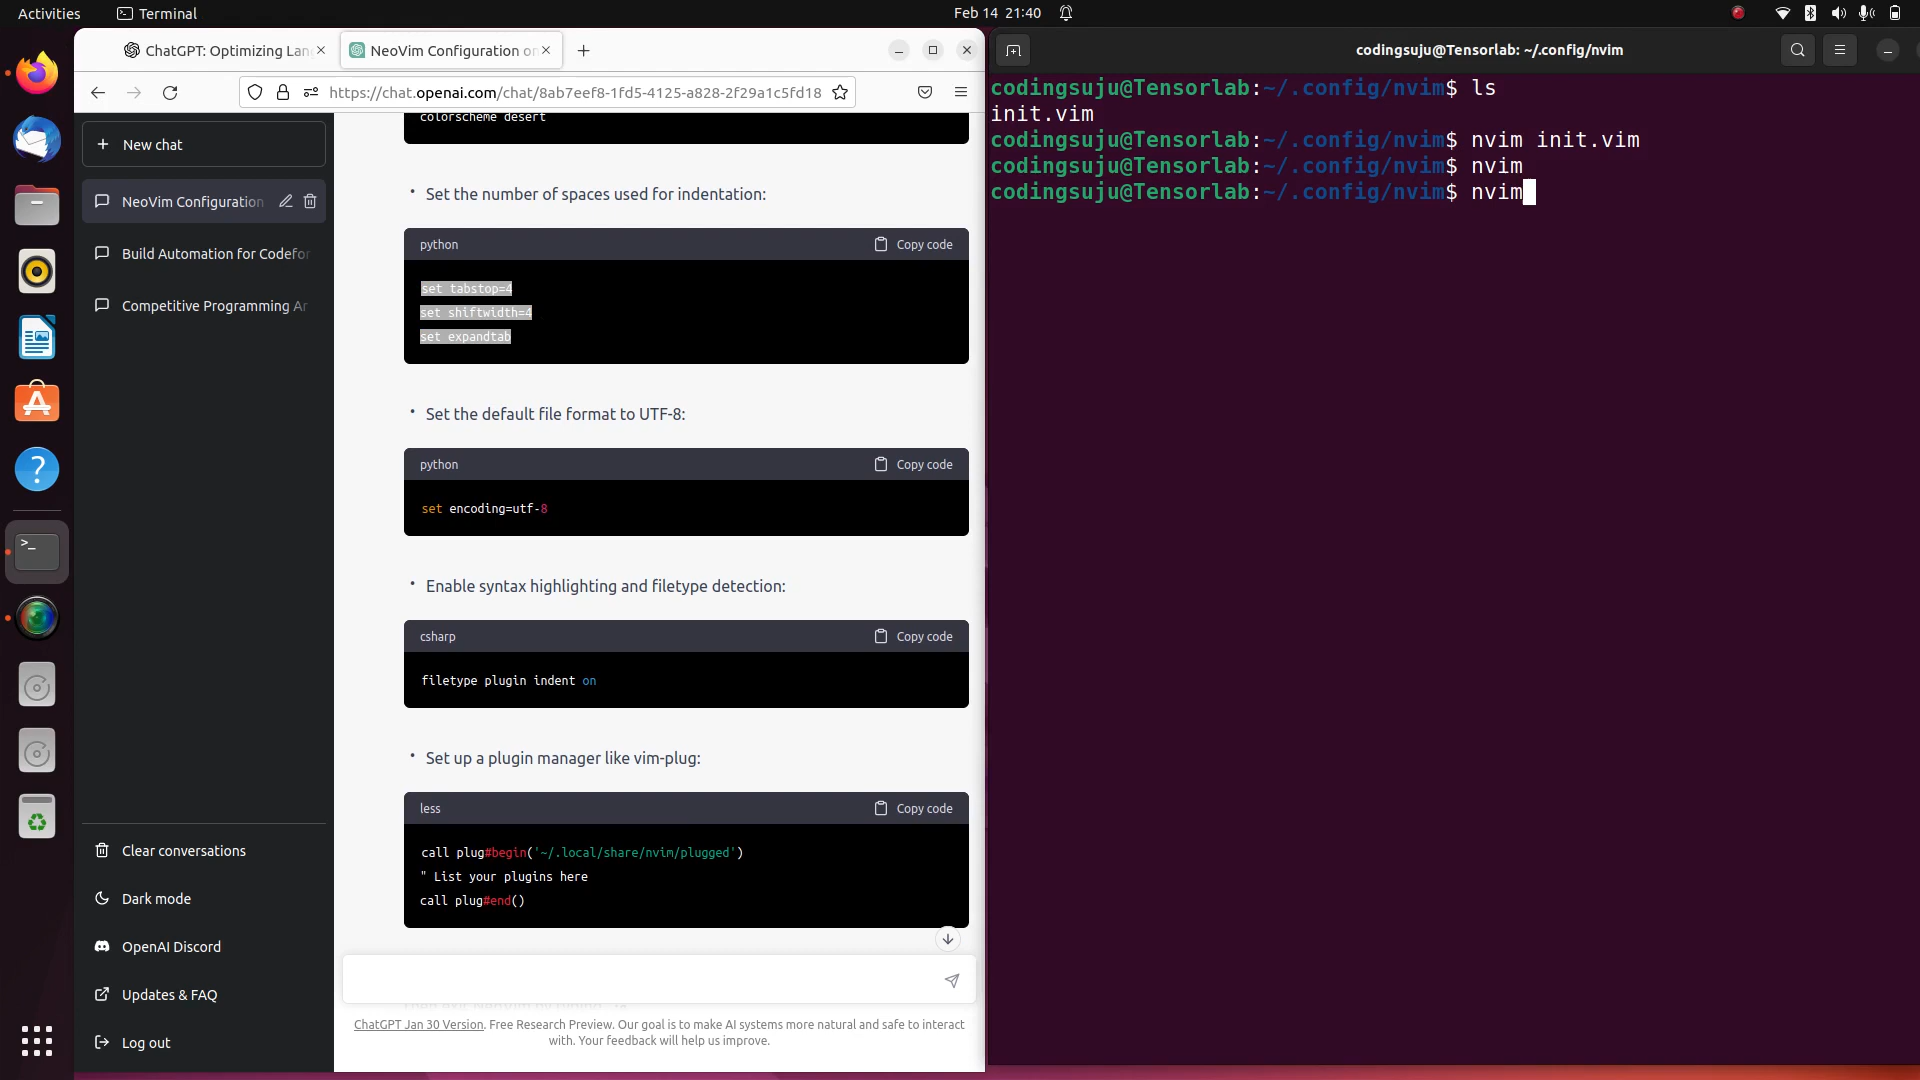 Activities
Terminal
Feb 14 21:40
ChatGPT: Optimizing Lan
NeoVim Configuration on
https://chat.openai.com/chat/8ab7eef8-1fd5-4125-a828-2f29a1c5fd18
New chat
NeoVim Configuration
Build Automation for Codefor
Competitive Programming Ar
Clear conversations
Dark mode
OpenAI Discord
Updates & FAQ
Log out
colorscheme desert
• Set the number of spaces used for indentation:
python
Copy code
set tabstop=4
set shiftwidth=4
set expandtab
• Set the default file format to UTF-8:
python
Copy code
set encoding=utf-8
• Enable syntax highlighting and filetype detection:
csharp
Copy code
filetype plugin indent on
• Set up a plugin manager like vim-plug:
less
Copy code
call plug#begin('~/.local/share/nvim/plugged')
" List your plugins here
call plug#end()
ChatGPT Jan 30 Version. Free Research Preview. Our goal is to make AI systems more natural and safe to interact
with. Your feedback will help us improve.
codingsuju@Tensorlab: ~/.config/nvim
codingsuju@Tensorlab:~/.config/nvim$ ls
init.vim
codingsuju@Tensorlab:~/.config/nvim$ nvim init.vim
codingsuju@Tensorlab:~/.config/nvim$ nvim
codingsuju@Tensorlab:~/.config/nvim$ nvim